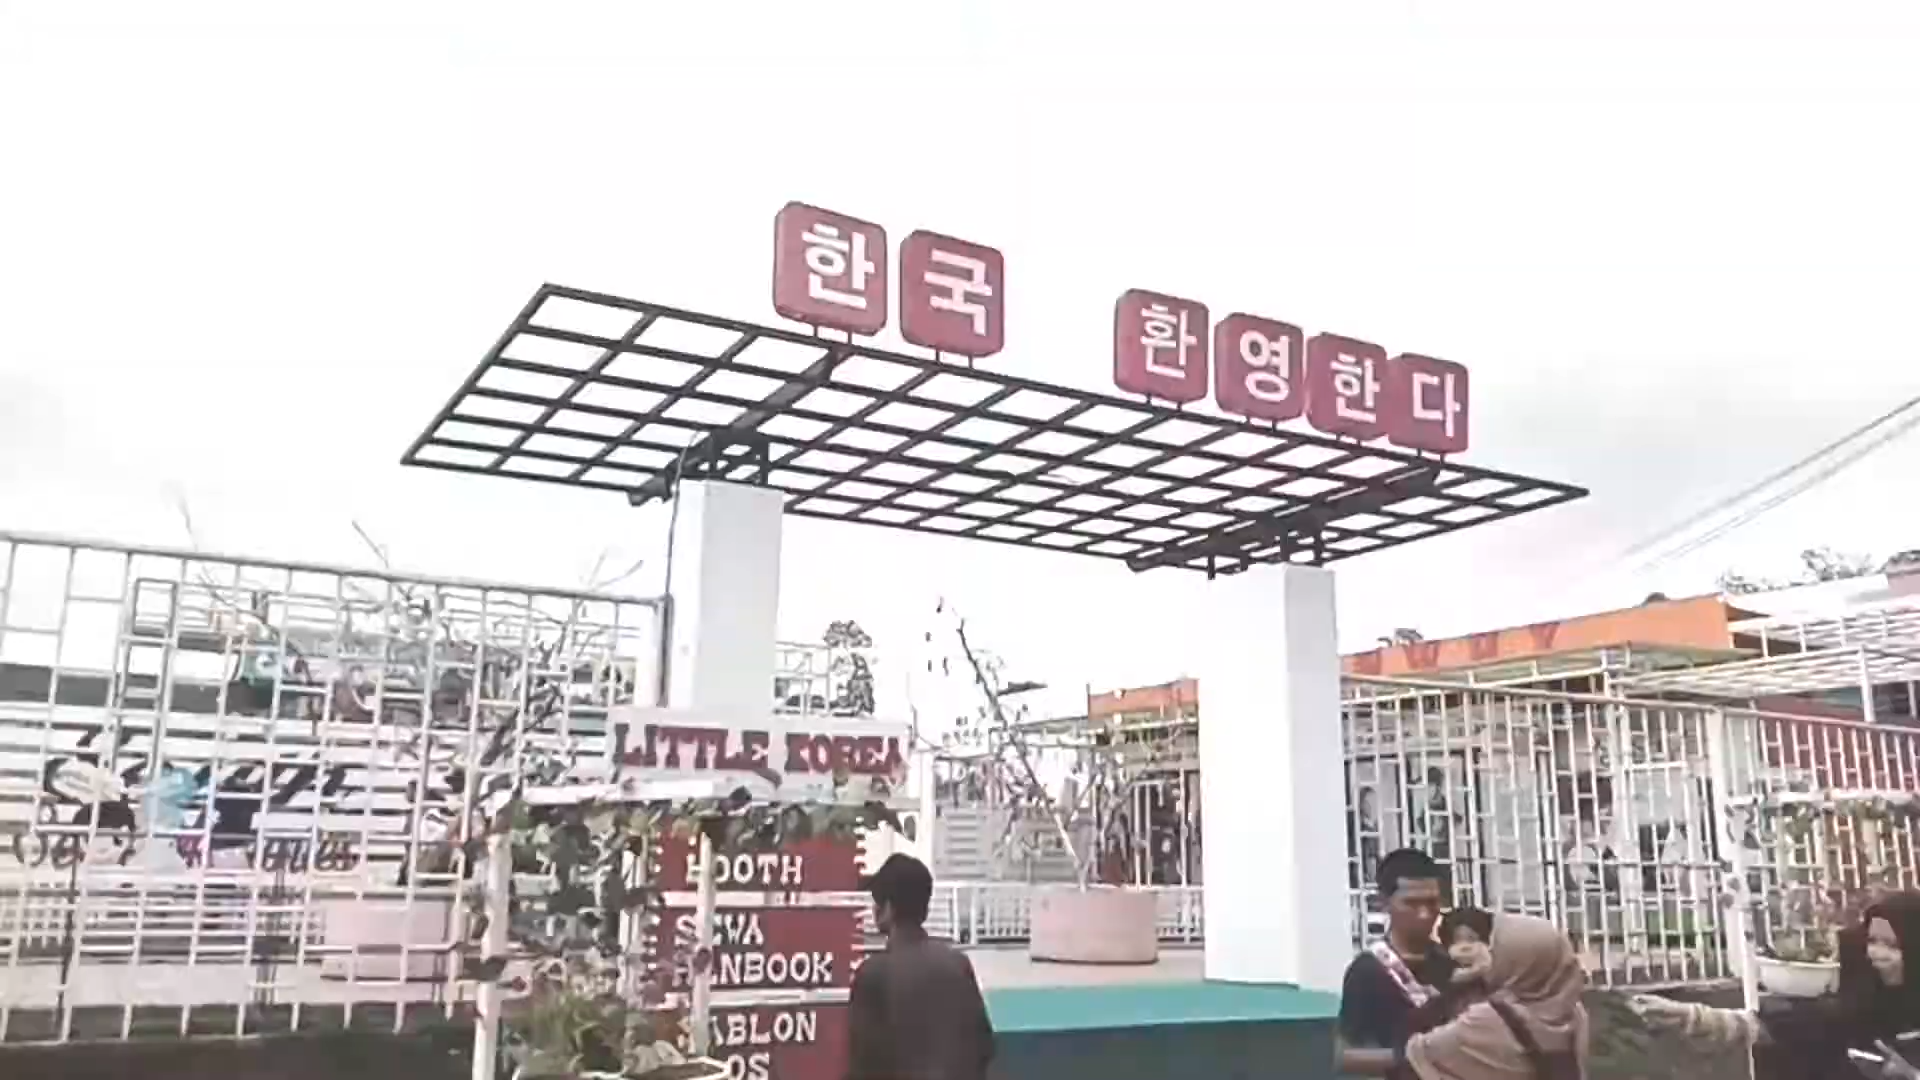 한국 환영한다
LITTLE KOREA
BOOTH
SEWA
HANBOOK
SABLON